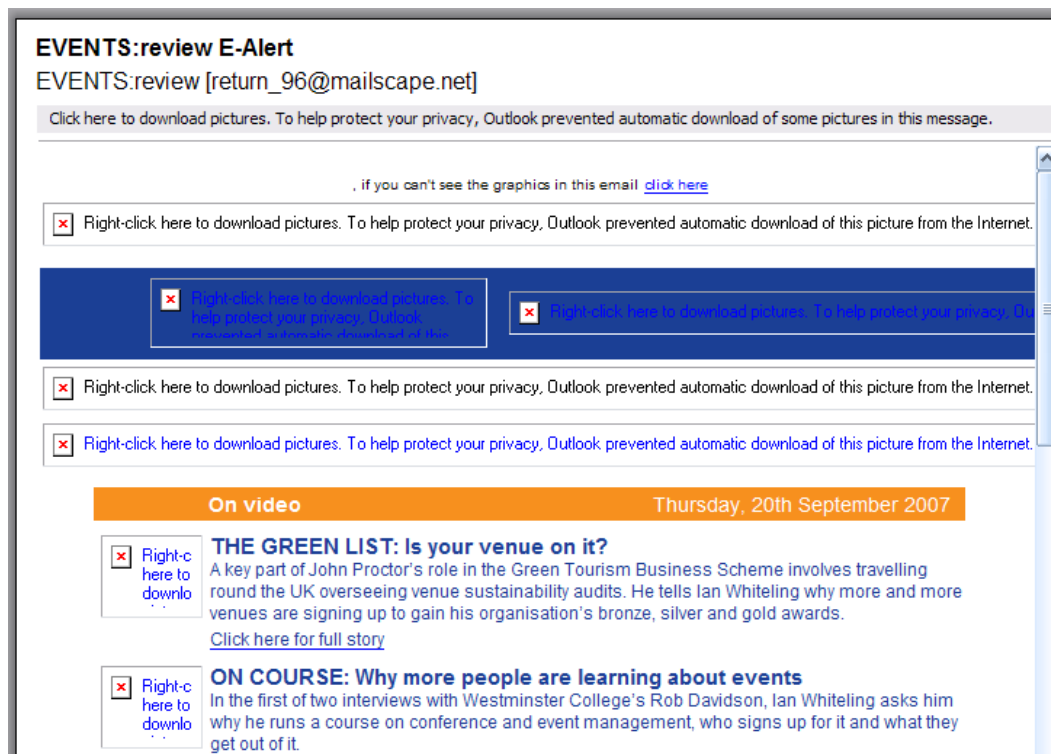 EVENTS:review E-Alert
EVENTS:review [return_96@mailscape.net]
Click here to download pictures. To help protect your privacy, Outlook prevented automatic download of some pictures in this message.
, if you can't see the graphics in this email click here
Right-click here to download pictures. To help protect your privacy, Outlook prevented automatic download of this picture from the Internet.
Right-click here to download pictures. To
help protect your privacy, Outlook
prevented automatic download of this
Right-click here to download pictures. To help protect your privacy, Ou
Right-click here to download pictures. To help protect your privacy, Outlook prevented automatic download of this picture from the Internet.
Right-click here to download pictures. To help protect your privacy, Outlook prevented automatic download of this picture from the Internet.
On video Thursday, 20th September 2007
Right-c
here to
downlo
THE GREEN LIST: Is your venue on it?
A key part of John Proctor's role in the Green Tourism Business Scheme involves travelling
round the UK overseeing venue sustainability audits. He tells Ian Whiteling why more and more
venues are signing up to gain his organisation's bronze, silver and gold awards.
Click here for full story
Right-c
here to
downlo
ON COURSE: Why more people are learning about events
In the first of two interviews with Westminster College's Rob Davidson, Ian Whiteling asks him
why he runs a course on conference and event management, who signs up for it and what they
get out of it.